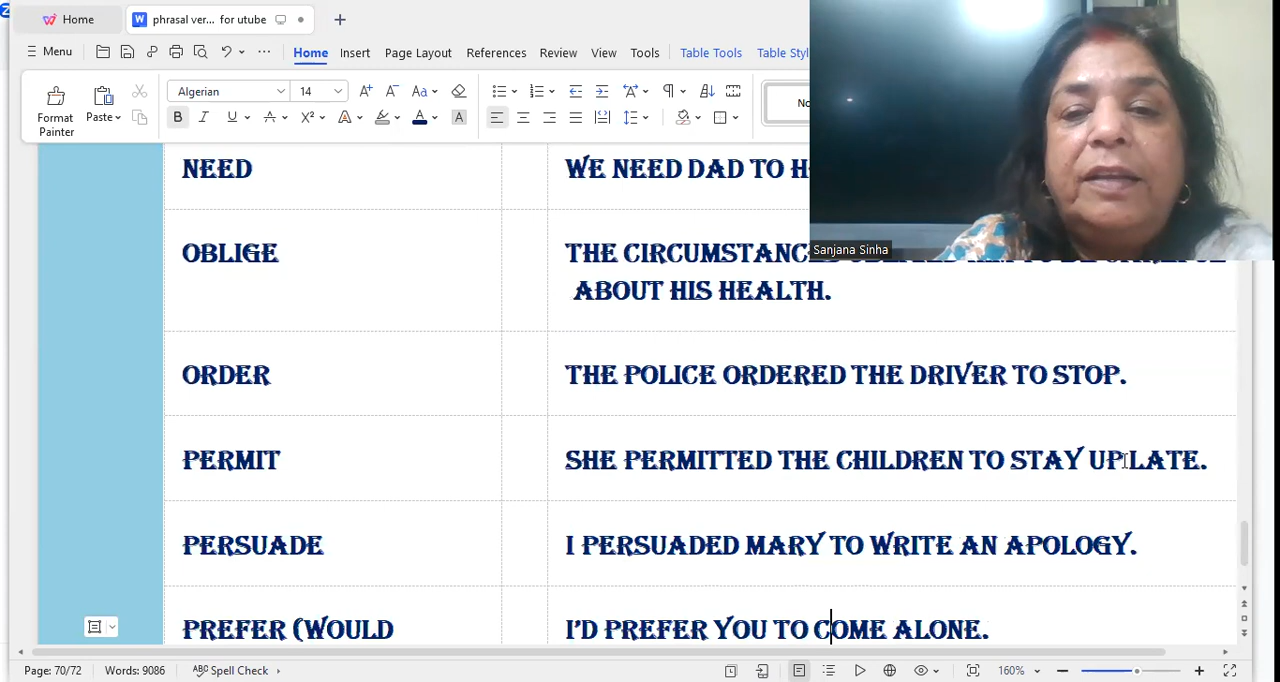 Home
phrasal ver... for utube
Menu
Home Insert Page Layout References Review View Tools Table Tools Table Styl
Algerian 14
Format Painter
Paste
No
NEED WE NEED DAD TO H
OBLIGE THE CIRCUMSTANCES
ABOUT HIS HEALTH.
ORDER THE POLICE ORDERED THE DRIVER TO STOP.
PERMIT SHE PERMITTED THE CHILDREN TO STAY UP LATE.
PERSUADE I PERSUADED MARY TO WRITE AN APOLOGY.
PREFER (WOULD I'D PREFER YOU TO COME ALONE.
Sanjana Sinha
Page: 70/72 Words: 9086 Spell Check 160%